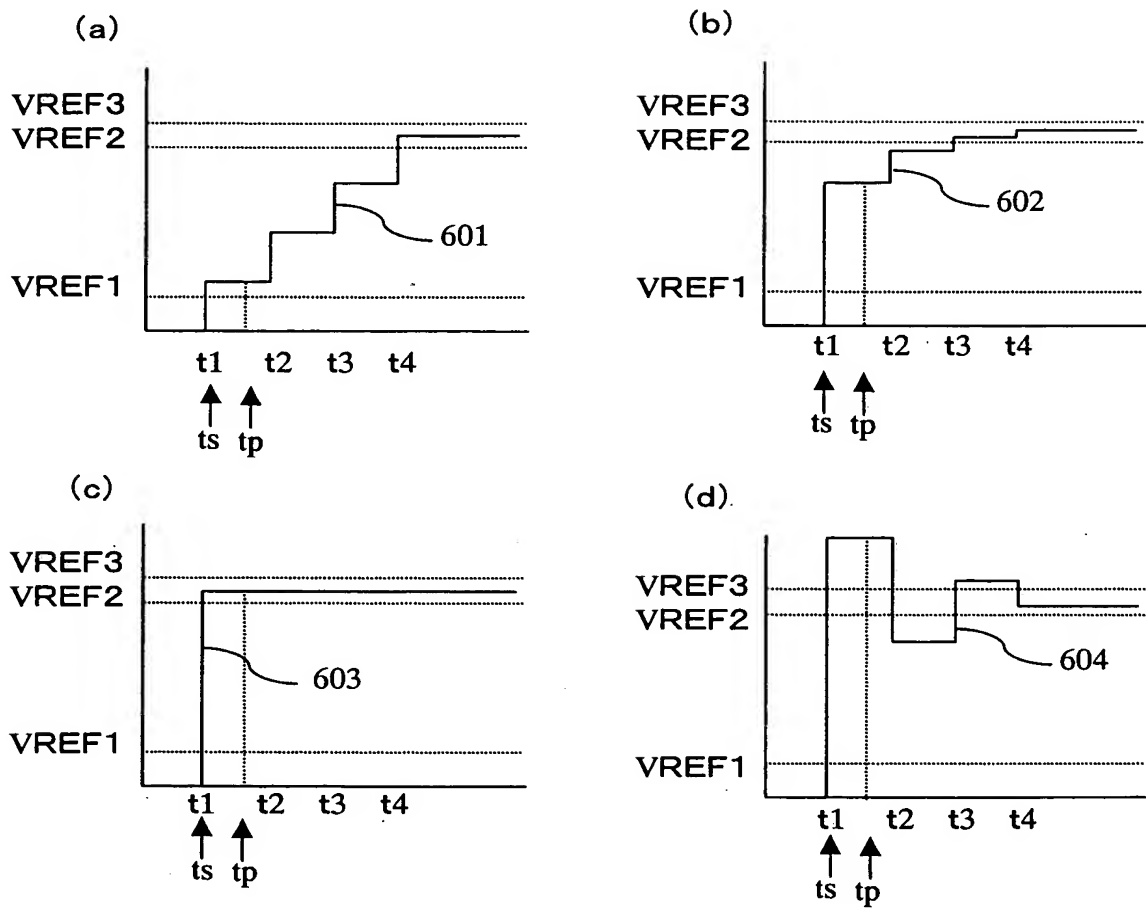 (a)
VREF3
VREF2
601
VREF1
t1 t2 t3 t4
ts tp
(b)
VREF3
VREF2
602
VREF1
t1 t2 t3 t4
ts tp
(c)
VREF3
VREF2
603
VREF1
t1 t2 t3 t4
ts tp
(d)
VREF3
VREF2
604
VREF1
t1 t2 t3 t4
ts tp